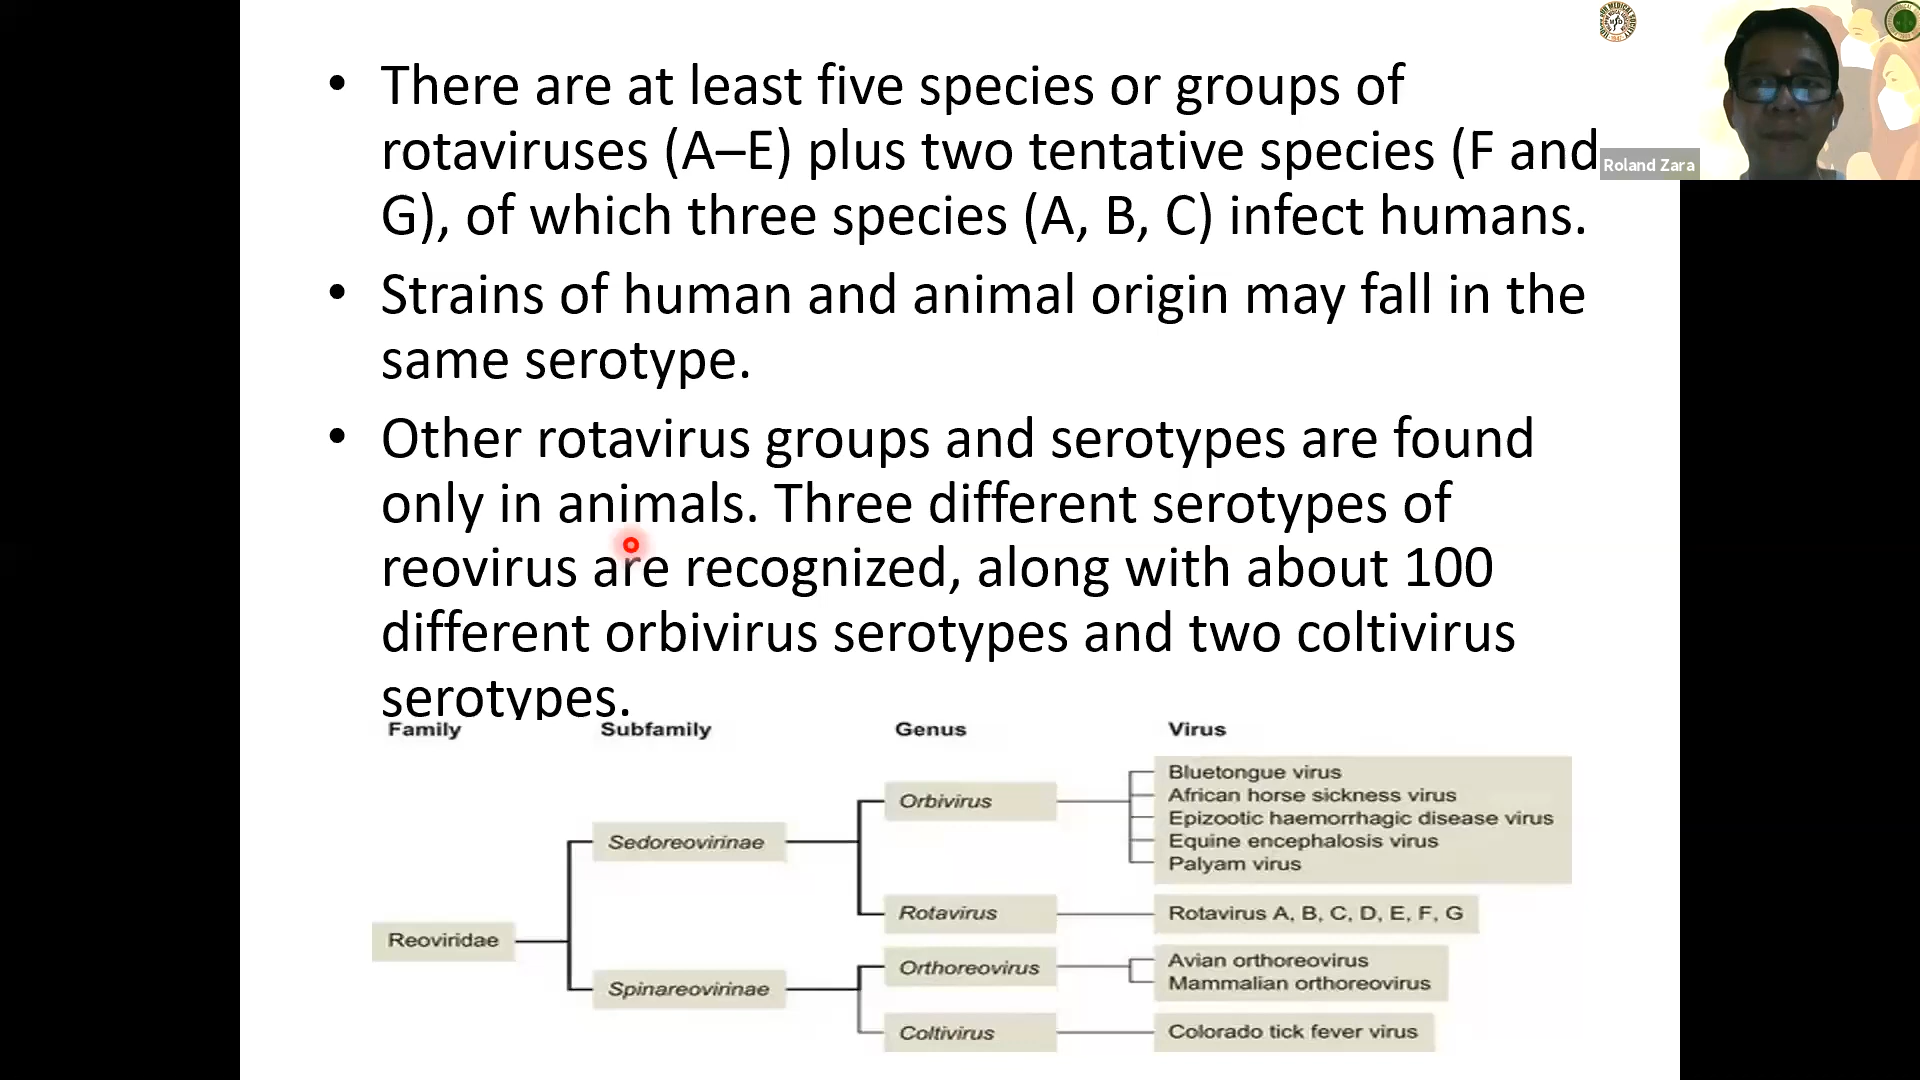 • There are at least five species or groups of
rotaviruses (A–E) plus two tentative species (F and
G), of which three species (A, B, C) infect humans.
• Strains of human and animal origin may fall in the
same serotype.
• Other rotavirus groups and serotypes are found
only in animals. Three different serotypes of
reovirus are recognized, along with about 100
different orbivirus serotypes and two coltivirus
serotypes.
Roland Zara
Family Subfamily Genus Virus
Reoviridae
Sedoreovirinae
Orbivirus
Bluetongue virus
African horse sickness virus
Epizootic haemorrhagic disease virus
Equine encephalosis virus
Palyam virus
Rotavirus
Rotavirus A, B, C, D, E, F, G
Spinareovirinae
Orthoreovirus
Avian orthoreovirus
Mammalian orthoreovirus
Coltivirus
Colorado tick fever virus